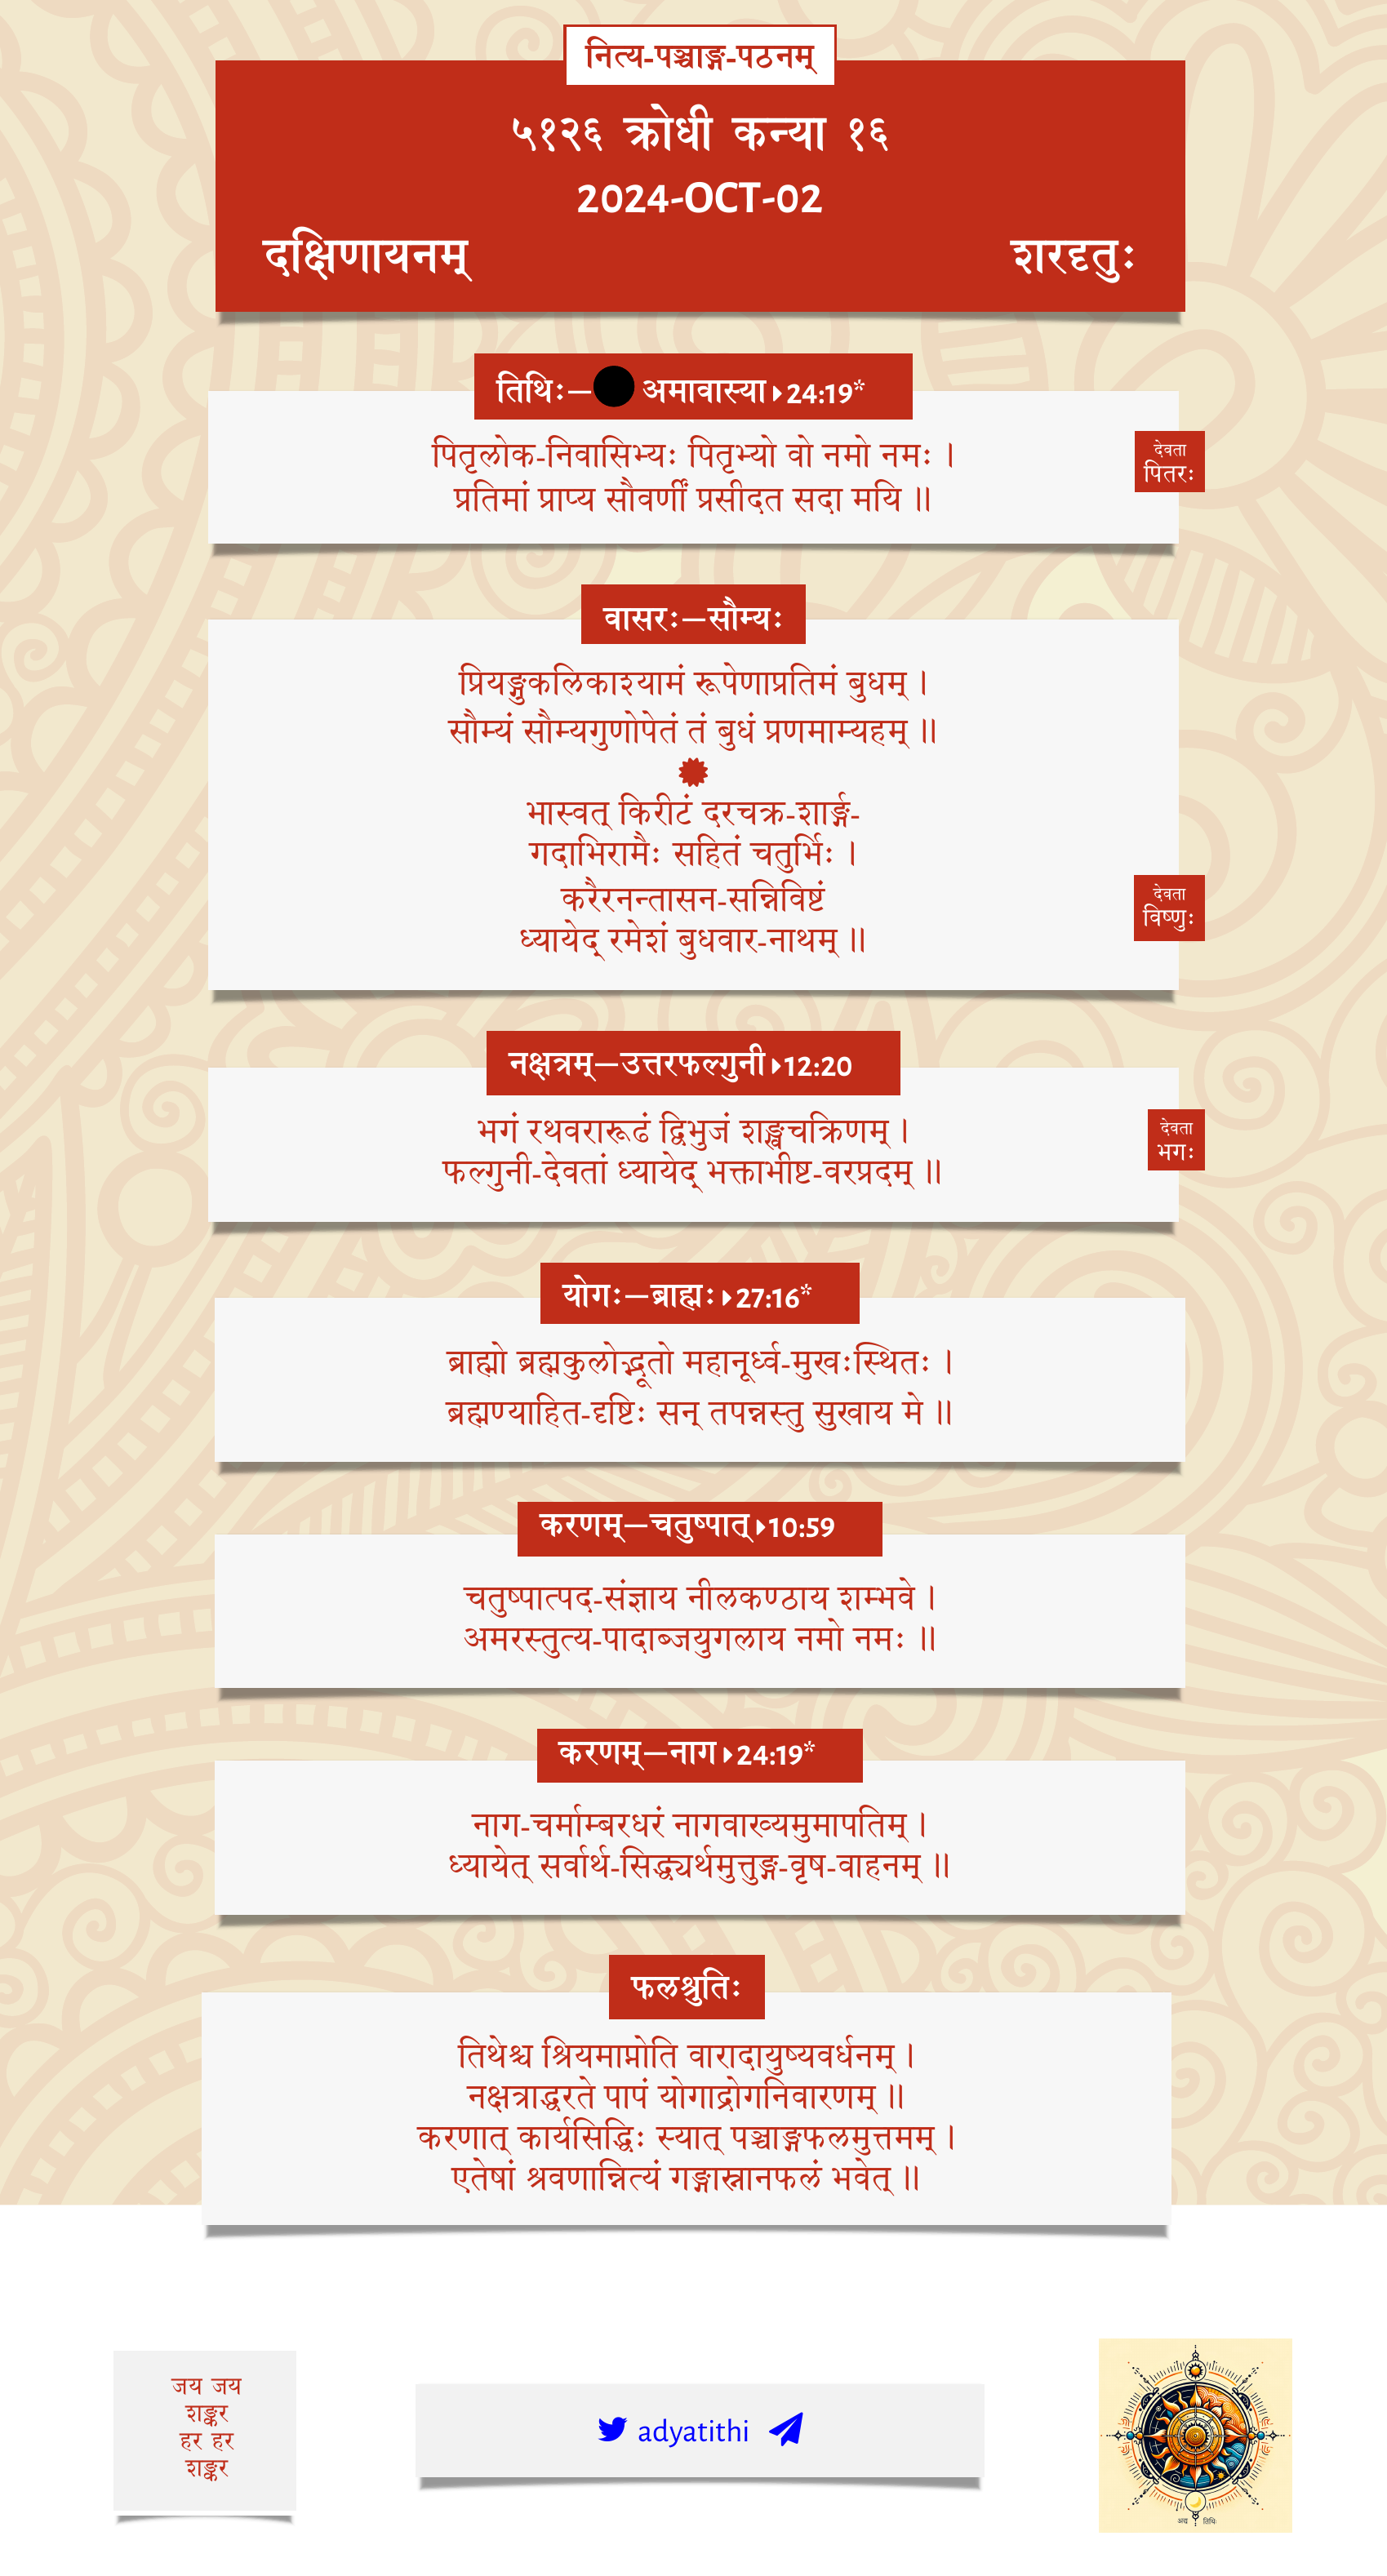 नित्य-पञ्चाङ्ग-पठनम्
५१२६ क्रोधी कन्या १६
2024-OCT-02
दक्षिणायनम् शरदृतुः
तिथिः—अमावास्या 24:19*
पितृलोक-निवासिभ्यः पितृभ्यो वो नमो नमः ।
प्रतिमां प्राप्य सौवर्णीं प्रसीदत सदा मयि ॥
देवता
पितरः
वासरः—सौम्यः
प्रियङ्गुकलिकाश्यामं रूपेणाप्रतिमं बुधम् ।
सौम्यं सौम्यगुणोपेतं तं बुधं प्रणमाम्यहम् ॥
भास्वत् किरीटं दरचक्र-शार्ङ्ग-
गदाभिरामैः सहितं चतुर्भिः ।
करैरनन्तासन-सन्निविष्टं
ध्यायेद् रमेशं बुधवार-नाथम् ॥
देवता
विष्णुः
नक्षत्रम्—उत्तरफल्गुनी 12:20
भगं रथवरारूढं द्विभुजं शङ्खचक्रिणम् ।
फल्गुनी-देवतां ध्यायेद् भक्ताभीष्ट-वरप्रदम् ॥
देवता
भगः
योगः—ब्राह्मः 27:16*
ब्राह्मो ब्रह्मकुलोद्भूतो महानूर्ध्व-मुखःस्थितः ।
ब्रह्मण्याहित-दृष्टिः सन् तपन्नस्तु सुखाय मे ॥
करणम्—चतुष्पात् 10:59
चतुष्पात्पद-संज्ञाय नीलकण्ठाय शम्भवे ।
अमरस्तुत्य-पादाब्जयुगलाय नमो नमः ॥
करणम्—नाग 24:19*
नाग-चर्माम्बरधरं नागवाख्यमुमापतिम् ।
ध्यायेत् सर्वार्थ-सिद्ध्यर्थमुत्तुङ्ग-वृष-वाहनम् ॥
फलश्रुतिः
तिथेश्च श्रियमाप्नोति वारादायुष्यवर्धनम् ।
नक्षत्राद्धरते पापं योगाद्रोगनिवारणम् ॥
करणात् कार्यसिद्धिः स्यात् पञ्चाङ्गफलमुत्तमम् ।
एतेषां श्रवणान्नित्यं गङ्गास्नानफलं भवेत् ॥
जय जय
शङ्कर
हर हर
शङ्कर
adyatithi
अद्य तिथिः